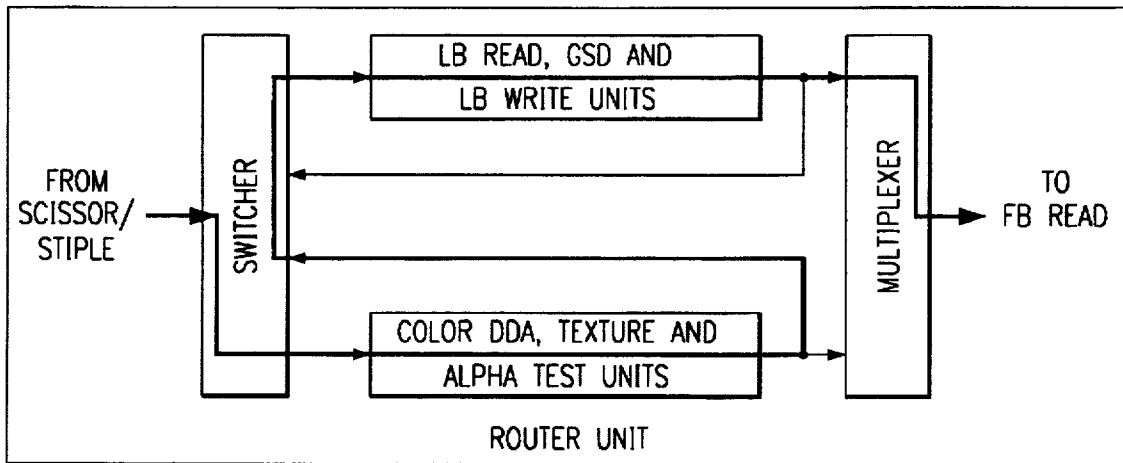 LB READ, GSD AND
LB WRITE UNITS
FROM
SCISSOR/
STIPLE
SWITCHER
MULTIPLEXER
TO
FB READ
COLOR DDA, TEXTURE AND
ALPHA TEST UNITS
ROUTER UNIT